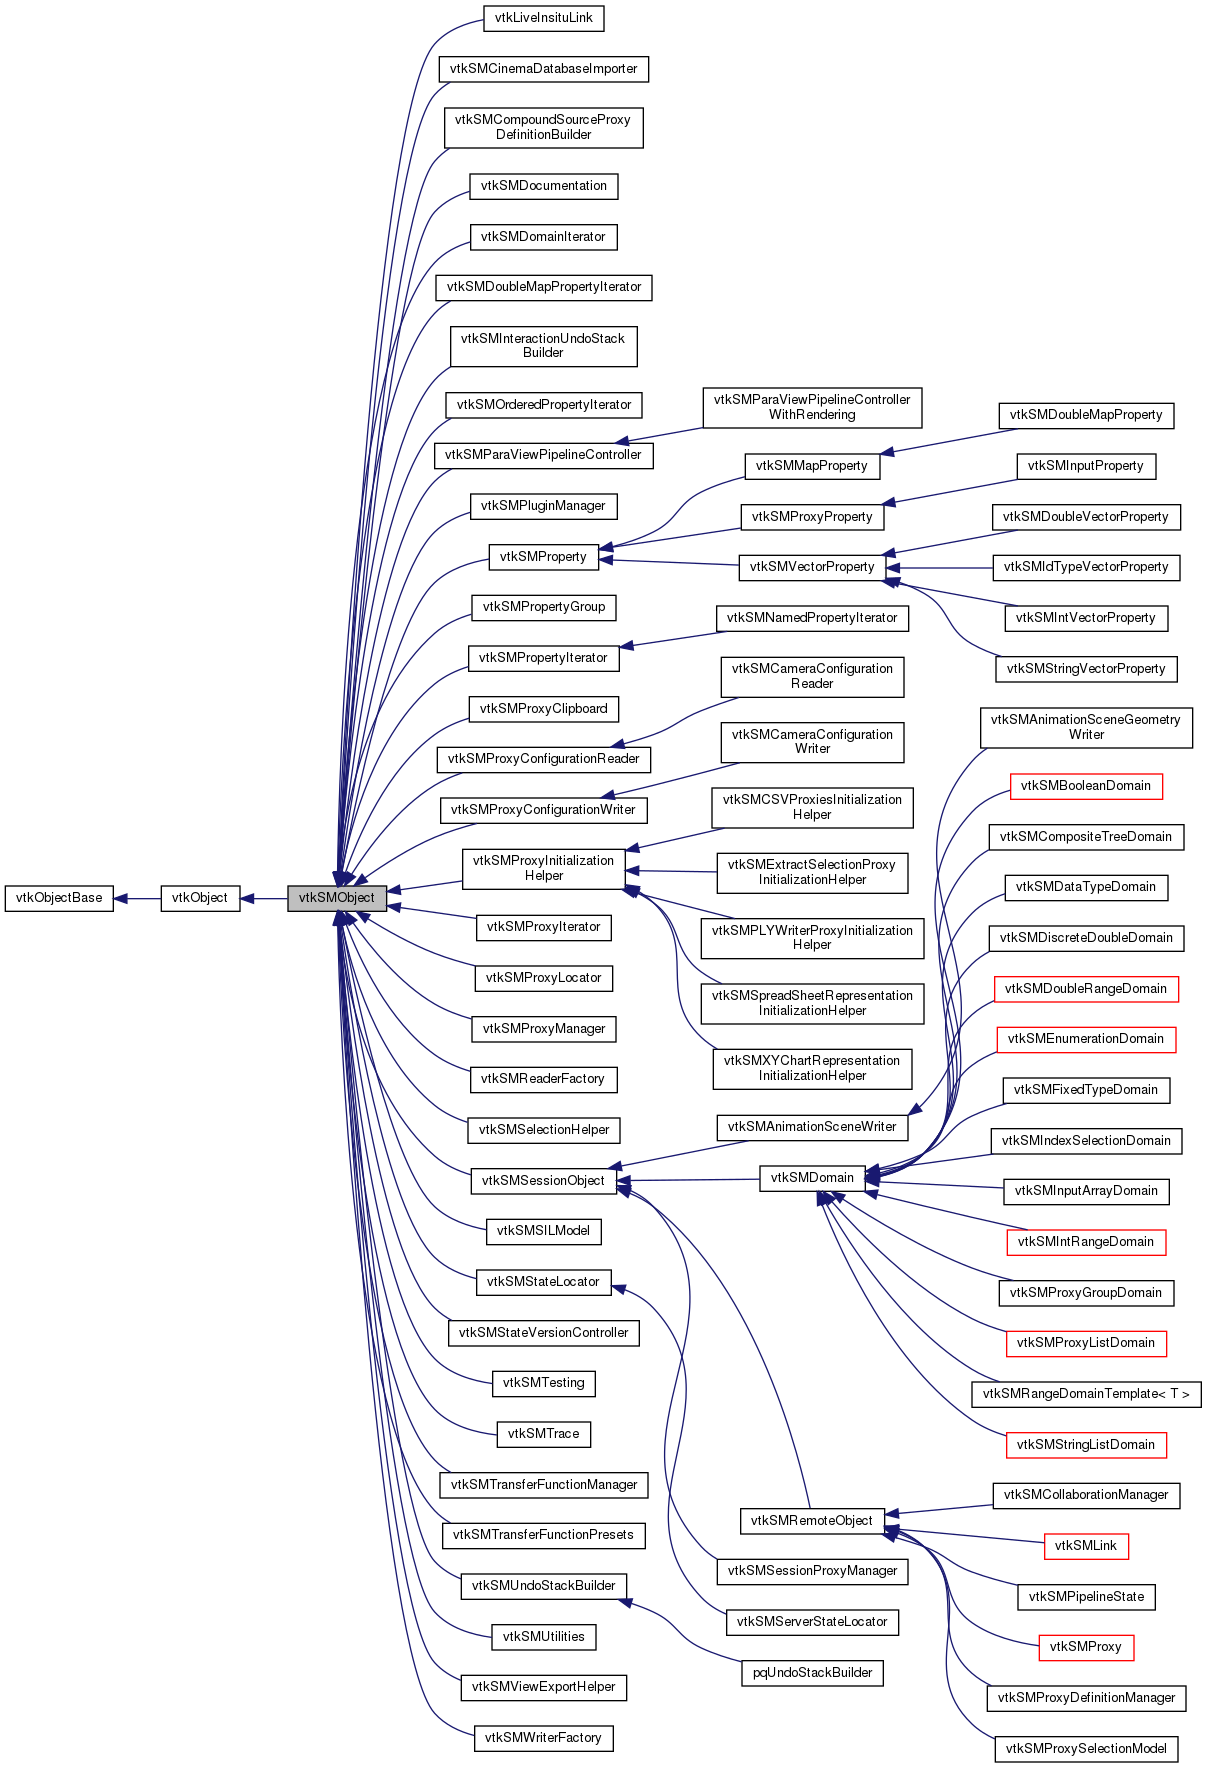 vtkObjectBase
vtkObject
vtkSMObject
vtkLiveInsituLink
vtkSMCinemaDatabaseImporter
vtkSMCompoundSourceProxy
DefinitionBuilder
vtkSMDocumentation
vtkSMDomainIterator
vtkSMDoubleMapPropertyIterator
vtkSMInteractionUndoStack
Builder
vtkSMOrderedPropertyIterator
vtkSMParaViewPipelineController
vtkSMPluginManager
vtkSMProperty
vtkSMPropertyGroup
vtkSMPropertyIterator
vtkSMProxyClipboard
vtkSMProxyConfigurationReader
vtkSMProxyConfigurationWriter
vtkSMProxyInitialization
Helper
vtkSMProxyIterator
vtkSMProxyLocator
vtkSMProxyManager
vtkSMReaderFactory
vtkSMSelectionHelper
vtkSMSessionObject
vtkSMSILModel
vtkSMStateLocator
vtkSMStateVersionController
vtkSMTesting
vtkSMTrace
vtkSMTransferFunctionManager
vtkSMTransferFunctionPresets
vtkSMUndoStackBuilder
vtkSMUtilities
vtkSMViewExportHelper
vtkSMWriterFactory
vtkSMParaViewPipelineController
WithRendering
vtkSMMapProperty
vtkSMProxyProperty
vtkSMVectorProperty
vtkSMNamedPropertyIterator
vtkSMCameraConfiguration
Reader
vtkSMCameraConfiguration
Writer
vtkSMCSVProxiesInitialization
Helper
vtkSMExtractSelectionProxy
InitializationHelper
vtkSMPLYWriterProxyInitialization
Helper
vtkSMSpreadSheetRepresentation
InitializationHelper
vtkSMXYChartRepresentation
InitializationHelper
vtkSMAnimationSceneWriter
vtkSMDomain
vtkSMRemoteObject
vtkSMSessionProxyManager
vtkSMServerStateLocator
pqUndoStackBuilder
vtkSMDoubleMapProperty
vtkSMInputProperty
vtkSMDoubleVectorProperty
vtkSMIdTypeVectorProperty
vtkSMIntVectorProperty
vtkSMStringVectorProperty
vtkSMAnimationSceneGeometry
Writer
vtkSMBooleanDomain
vtkSMCompositeTreeDomain
vtkSMDataTypeDomain
vtkSMDiscreteDoubleDomain
vtkSMDoubleRangeDomain
vtkSMEnumerationDomain
vtkSMFixedTypeDomain
vtkSMIndexSelectionDomain
vtkSMInputArrayDomain
vtkSMIntRangeDomain
vtkSMProxyGroupDomain
vtkSMProxyListDomain
vtkSMRangeDomainTemplate< T >
vtkSMStringListDomain
vtkSMCollaborationManager
vtkSMLink
vtkSMPipelineState
vtkSMProxy
vtkSMProxyDefinitionManager
vtkSMProxySelectionModel